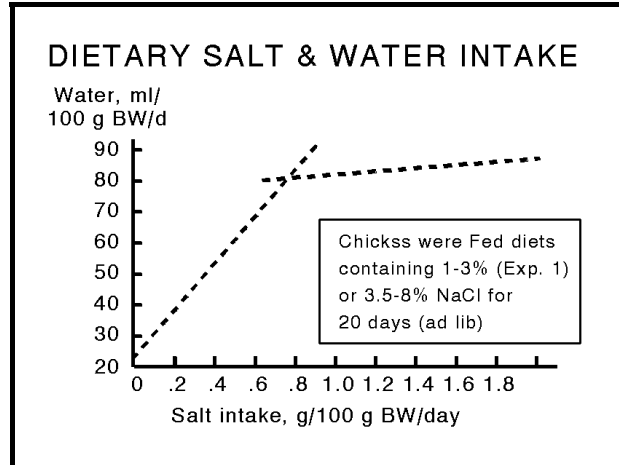 DIETARY SALT & WATER INTAKE
Water, ml/
100 g BW/d
90
80
70
60
50
40
30
20
Chickss were Fed diets
containing 1-3% (Exp. 1)
or 3.5-8% NaCl for
20 days (ad lib)
0 .2 .4 .6 .8 1.0 1.2 1.4 1.6 1.8
Salt intake, g/100 g BW/day